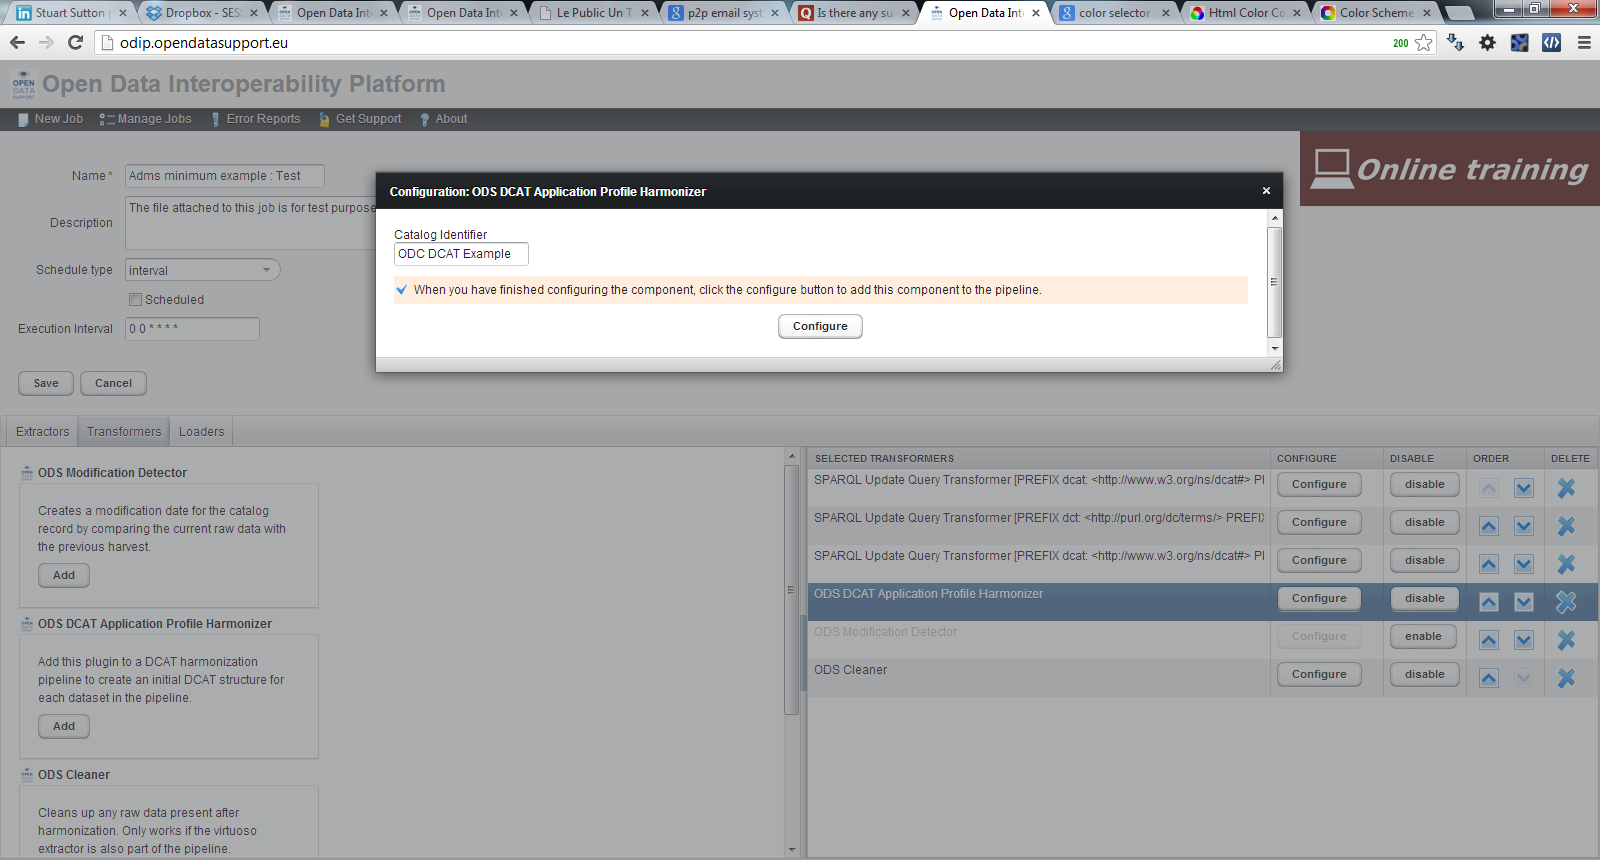 Stuart Sutton
Dropbox - SES
Open Data Inte
Open Data Inte
Le Public Un T
p2p email syst
Is there any su
Open Data Inte
color selector
Html Color Co
Color Scheme
odip.opendatasupport.eu
200
OPEN DATA SUPPORT
Open Data Interoperability Platform
New Job
Manage Jobs
Error Reports
Get Support
About
Online training
Name *
Adms minimum example : Test
Description
The file attached to this job is for test purpose
Schedule type
interval
Scheduled
Execution Interval
0 0 * * * *
Save
Cancel
Configuration: ODS DCAT Application Profile Harmonizer
Catalog Identifier
ODC DCAT Example
When you have finished configuring the component, click the configure button to add this component to the pipeline.
Configure
Extractors
Transformers
Loaders
ODS Modification Detector
Creates a modification date for the catalog
record by comparing the current raw data with
the previous harvest.
Add
ODS DCAT Application Profile Harmonizer
Add this plugin to a DCAT harmonization
pipeline to create an initial DCAT structure for
each dataset in the pipeline.
Add
ODS Cleaner
Cleans up any raw data present after
harmonization. Only works if the virtuoso
extractor is also part of the pipeline.
SELECTED TRANSFORMERS CONFIGURE DISABLE ORDER DELETE
SPARQL Update Query Transformer [PREFIX dcat: <http://www.w3.org/ns/dcat#> PI Configure disable
SPARQL Update Query Transformer [PREFIX dct: <http://purl.org/dc/terms/> PREFIX Configure disable
SPARQL Update Query Transformer [PREFIX dcat: <http://www.w3.org/ns/dcat#> PI Configure disable
ODS DCAT Application Profile Harmonizer Configure disable
ODS Modification Detector Configure enable
ODS Cleaner Configure disable